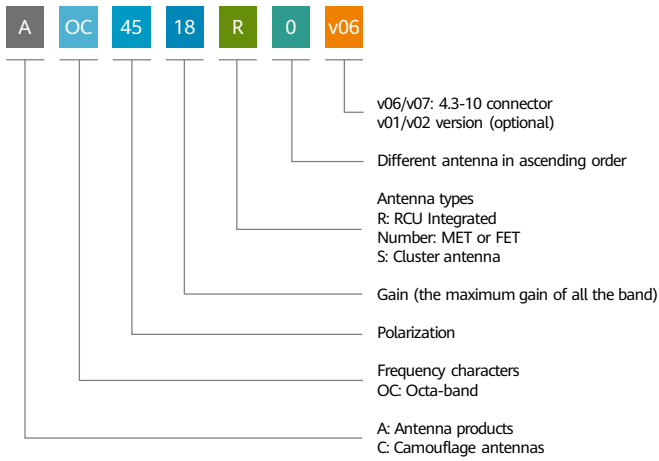 A OC 45 18 R 0 v06
v06/v07: 4.3-10 connector
v01/v02 version (optional)
Different antenna in ascending order
Antenna types
R: RCU Integrated
Number: MET or FET
S: Cluster antenna
Gain (the maximum gain of all the band)
Polarization
Frequency characters
OC: Octa-band
A: Antenna products
C: Camouflage antennas